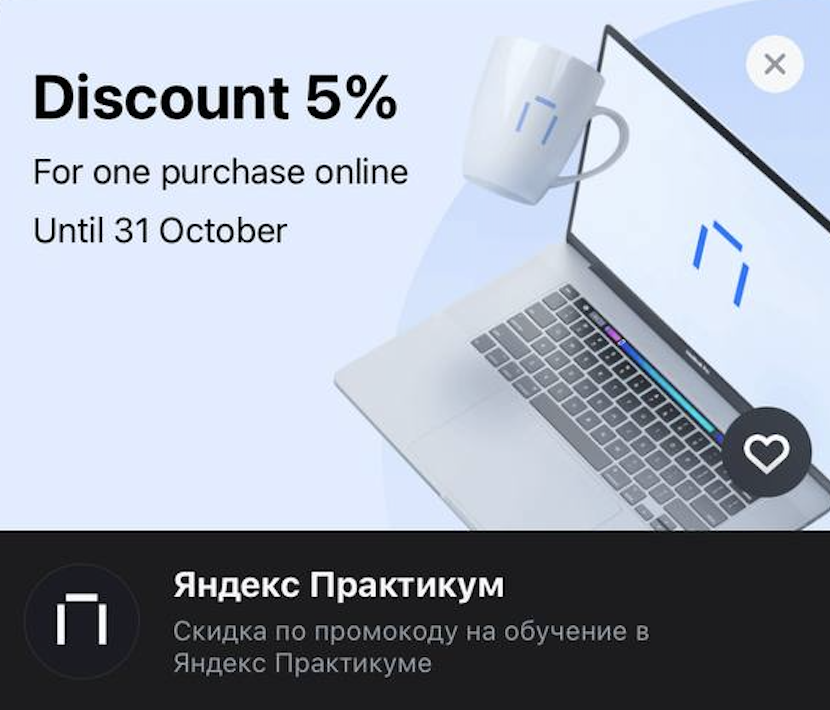 Discount 5%
For one purchase online
Until 31 October
Яндекс Практикум
Скидка по промокоду на обучение в
Яндекс Практикуме